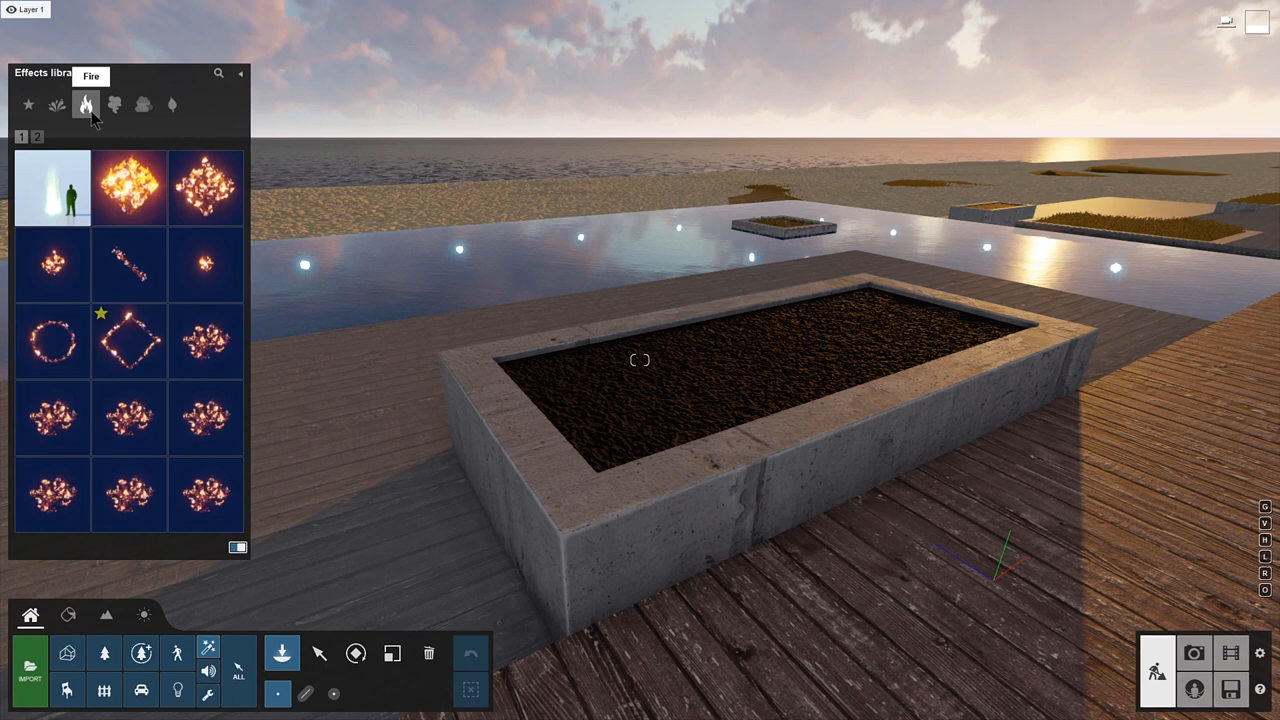 Layer 1
Effects libra
Fire
1 2
IMPORT
ALL
G
V
H
L
R
O